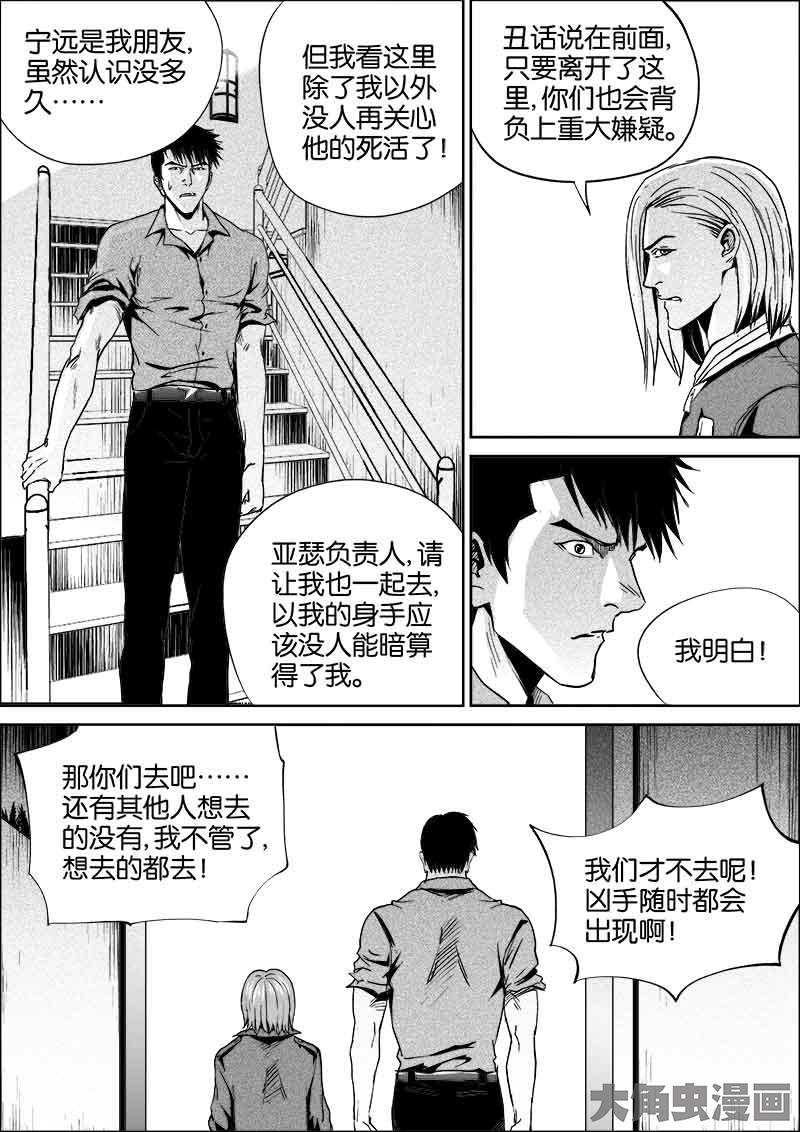 宁远是我朋友,
虽然认识没多
久……
但我看这里
除了我以外
没人再关心
他的死活了！
亚瑟负责人,请
让我也一起去,
以我的身手应
该没人能暗算
得了我。
丑话说在前面,
只要离开了这
里,你们也会背
负上重大嫌疑。
我明白！
那你们去吧……
还有其他人想去
的没有,我不管了,
想去的都去！
我们才不去呢！
凶手随时都会
出现啊！
大角虫漫画